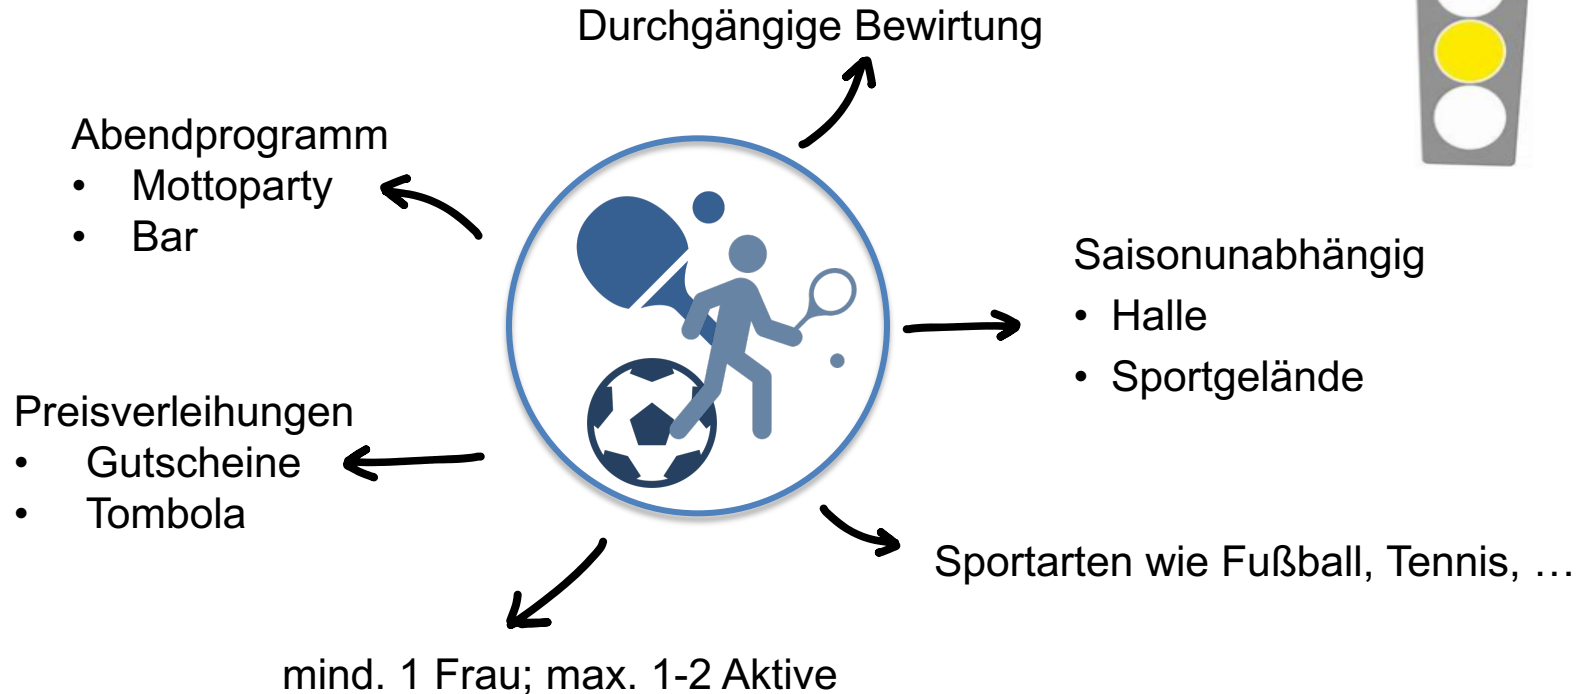 Durchgängige Bewirtung
Abendprogramm
• Mottoparty
• Bar
Saisonunabhängig
• Halle
• Sportgelände
Preisverleihungen
• Gutscheine
• Tombola
Sportarten wie Fußball, Tennis, …
mind. 1 Frau; max. 1-2 Aktive